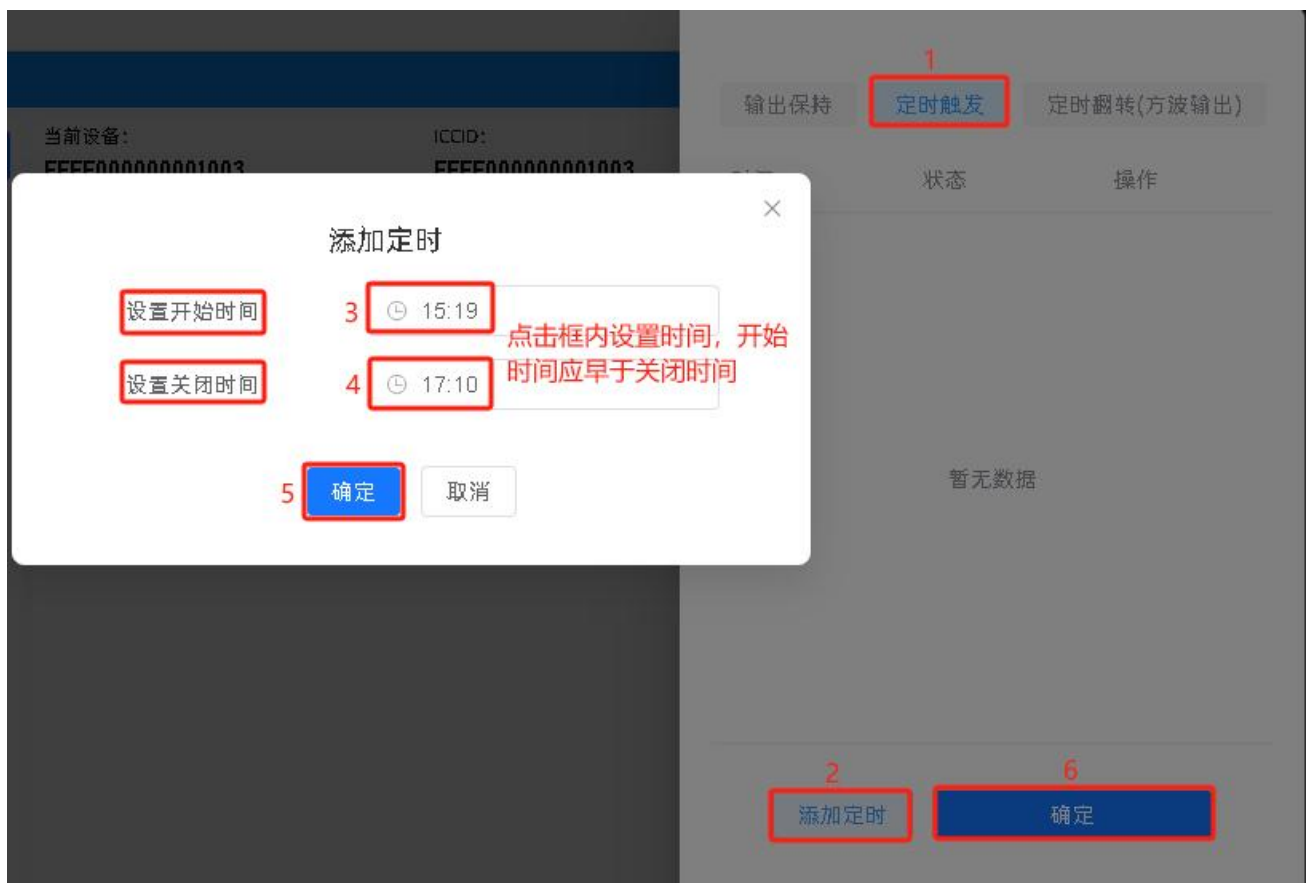 1
输出保持 定时触发 定时翻转(方波输出)
当前设备: ICCID:
FFFF000000001003 FFFF000000001003
状态 操作
添加定时
设置开始时间 3 15:19
点击框内设置时间，开始
时间应早于关闭时间
设置关闭时间 4 17:10
5 确定 取消
暂无数据
2 6
添加定时 确定